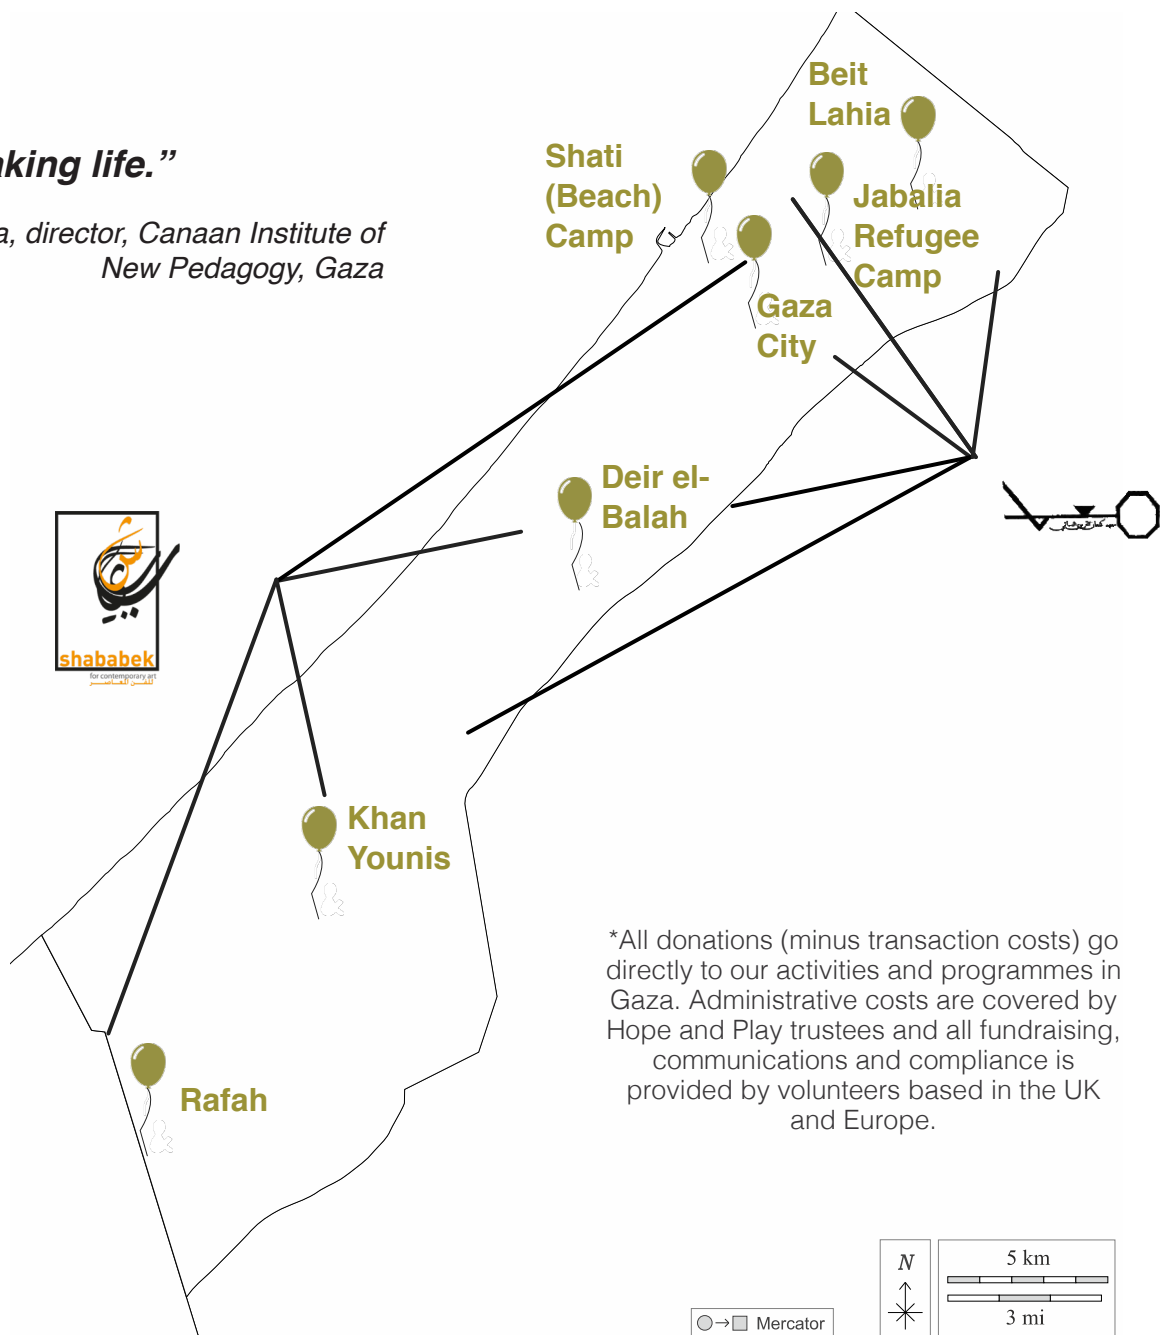 aking life.”
a, director, Canaan Institute of
New Pedagogy, Gaza
Beit
Lahia
Shati
(Beach)
Camp
Jabalia
Refugee
Camp
Gaza
City
Deir el-
Balah
shababek
for contemporary art
للفن المعاصر
Khan
Younis
Rafah
*All donations (minus transaction costs) go
directly to our activities and programmes in
Gaza. Administrative costs are covered by
Hope and Play trustees and all fundraising,
communications and compliance is
provided by volunteers based in the UK
and Europe.
N
5 km
3 mi
Mercator